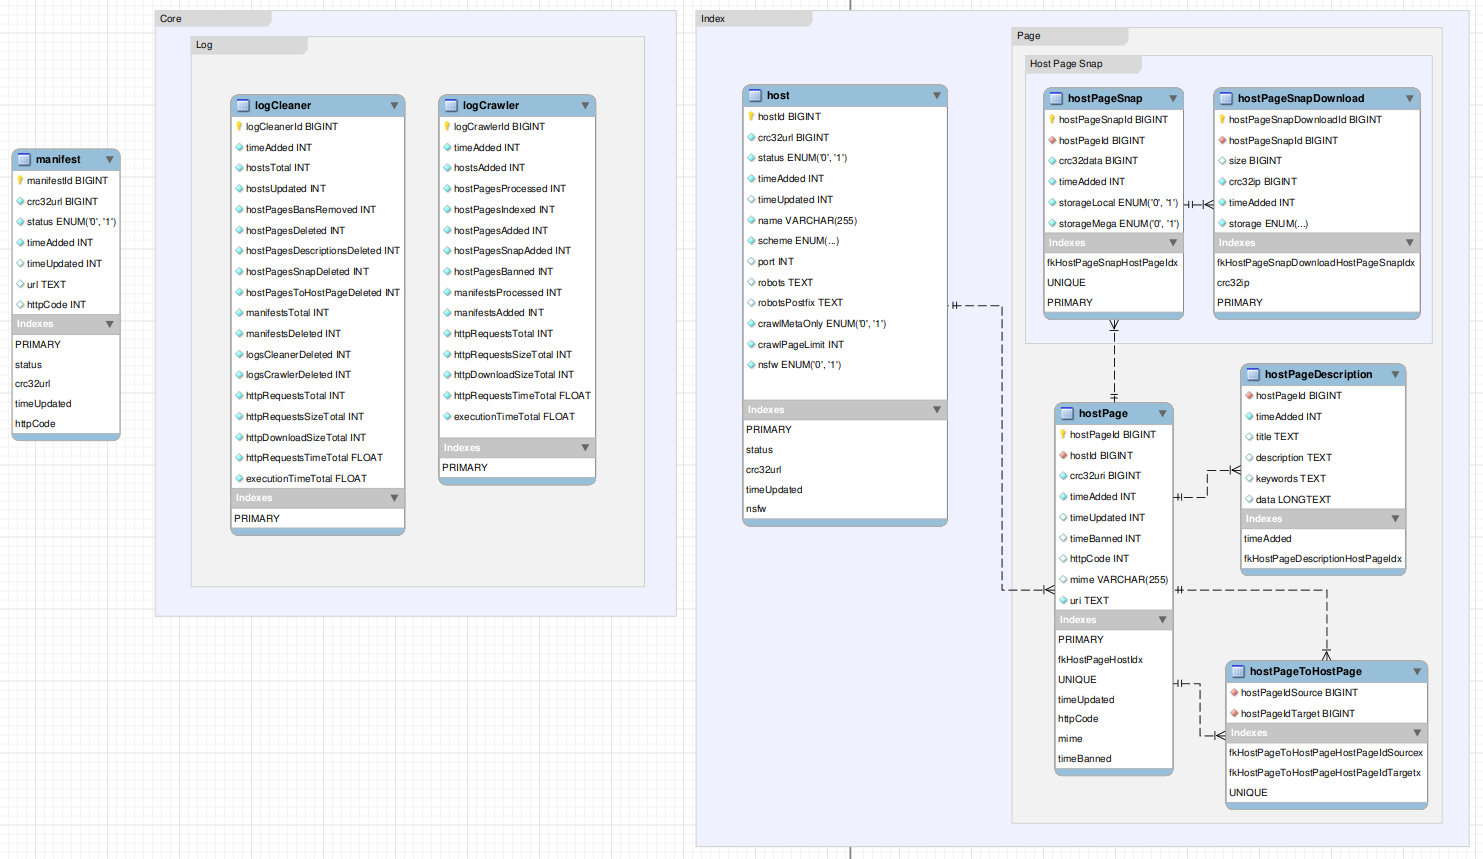 manifest
manifestId BIGINT
crc32url BIGINT
status ENUM('0', '1')
timeAdded INT
timeUpdated INT
url TEXT
httpCode INT
Indexes
PRIMARY
status
crc32url
timeUpdated
httpCode
Core
Log
logCleaner
logCleanerId BIGINT
timeAdded INT
hostsTotal INT
hostsUpdated INT
hostPagesBansRemoved INT
hostPagesDeleted INT
hostPagesDescriptionsDeleted INT
hostPagesSnapDeleted INT
hostPagesToHostPageDeleted INT
manifestsTotal INT
manifestsDeleted INT
logsCleanerDeleted INT
logsCrawlerDeleted INT
httpRequestsTotal INT
httpRequestsSizeTotal INT
httpDownloadSizeTotal INT
httpRequestsTimeTotal FLOAT
executionTimeTotal FLOAT
Indexes
PRIMARY
logCrawler
logCrawlerId BIGINT
timeAdded INT
hostsAdded INT
hostPagesProcessed INT
hostPagesIndexed INT
hostPagesAdded INT
hostPagesSnapAdded INT
hostPagesBanned INT
manifestsProcessed INT
manifestsAdded INT
httpRequestsTotal INT
httpRequestsSizeTotal INT
httpDownloadSizeTotal INT
httpRequestsTimeTotal FLOAT
executionTimeTotal FLOAT
Indexes
PRIMARY
Index
host
hostId BIGINT
crc32url BIGINT
status ENUM('0', '1')
timeAdded INT
timeUpdated INT
name VARCHAR(255)
scheme ENUM(...)
port INT
robots TEXT
robotsPostfix TEXT
crawlMetaOnly ENUM('0', '1')
crawlPageLimit INT
nsfw ENUM('0', '1')
Indexes
PRIMARY
status
crc32url
timeUpdated
nsfw
Page
Host Page Snap
hostPageSnap
hostPageSnapId BIGINT
hostPageId BIGINT
crc32data BIGINT
timeAdded INT
storageLocal ENUM('0', '1')
storageMega ENUM('0', '1')
Indexes
fkHostPageSnapHostPageIdx
UNIQUE
PRIMARY
hostPageSnapDownload
hostPageSnapDownloadId BIGINT
hostPageSnapId BIGINT
size BIGINT
crc32ip BIGINT
timeAdded INT
storage ENUM(...)
Indexes
fkHostPageSnapDownloadHostPageSnapIdx
crc32ip
PRIMARY
hostPage
hostPageId BIGINT
hostId BIGINT
crc32uri BIGINT
timeAdded INT
timeUpdated INT
timeBanned INT
httpCode INT
mime VARCHAR(255)
uri TEXT
Indexes
PRIMARY
fkHostPageHostIdx
UNIQUE
timeUpdated
httpCode
mime
timeBanned
hostPageDescription
hostPageId BIGINT
timeAdded INT
title TEXT
description TEXT
keywords TEXT
data LONGTEXT
Indexes
timeAdded
fkHostPageDescriptionHostPageIdx
hostPageToHostPage
hostPageIdSource BIGINT
hostPageIdTarget BIGINT
Indexes
fkHostPageToHostPageHostPageIdSourcex
fkHostPageToHostPageHostPageIdTargetx
UNIQUE